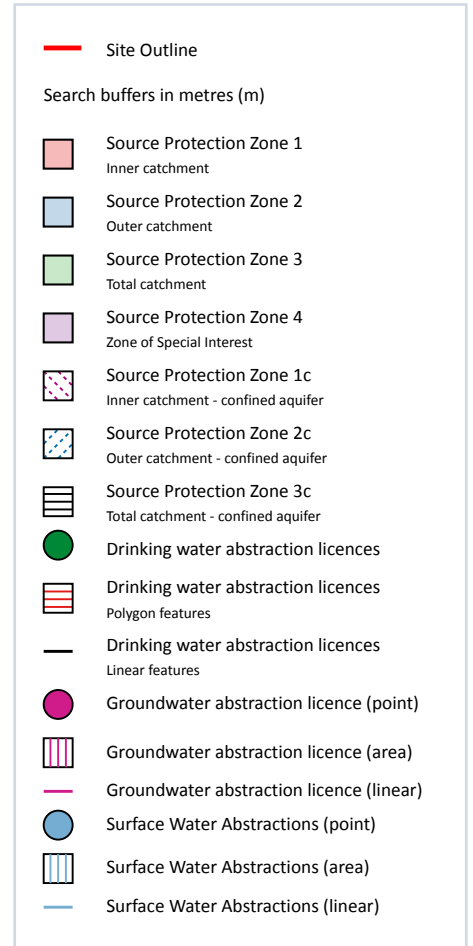 Site Outline
Search buffers in metres (m)
Source Protection Zone 1
Inner catchment
Source Protection Zone 2
Outer catchment
Source Protection Zone 3
Total catchment
Source Protection Zone 4
Zone of Special Interest
Source Protection Zone 1c
Inner catchment - confined aquifer
Source Protection Zone 2c
Outer catchment - confined aquifer
Source Protection Zone 3c
Total catchment - confined aquifer
Drinking water abstraction licences
Drinking water abstraction licences
Polygon features
Drinking water abstraction licences
Linear features
Groundwater abstraction licence (point)
Groundwater abstraction licence (area)
Groundwater abstraction licence (linear)
Surface Water Abstractions (point)
Surface Water Abstractions (area)
Surface Water Abstractions (linear)